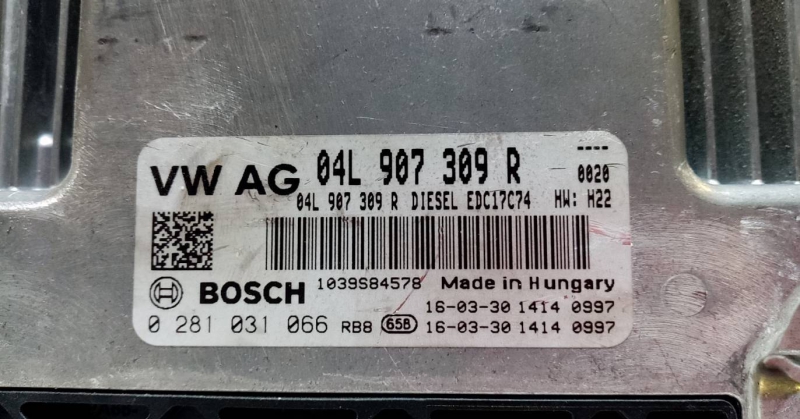 VW AG 04L 907 309 R ----
0020
04L 907 309 R DIESEL EDC17C74 HW: H22
1039S84578 Made in Hungary
BOSCH
16-03-30 1414 0997
0 281 031 066 RB8 658 16-03-30 1414 0997